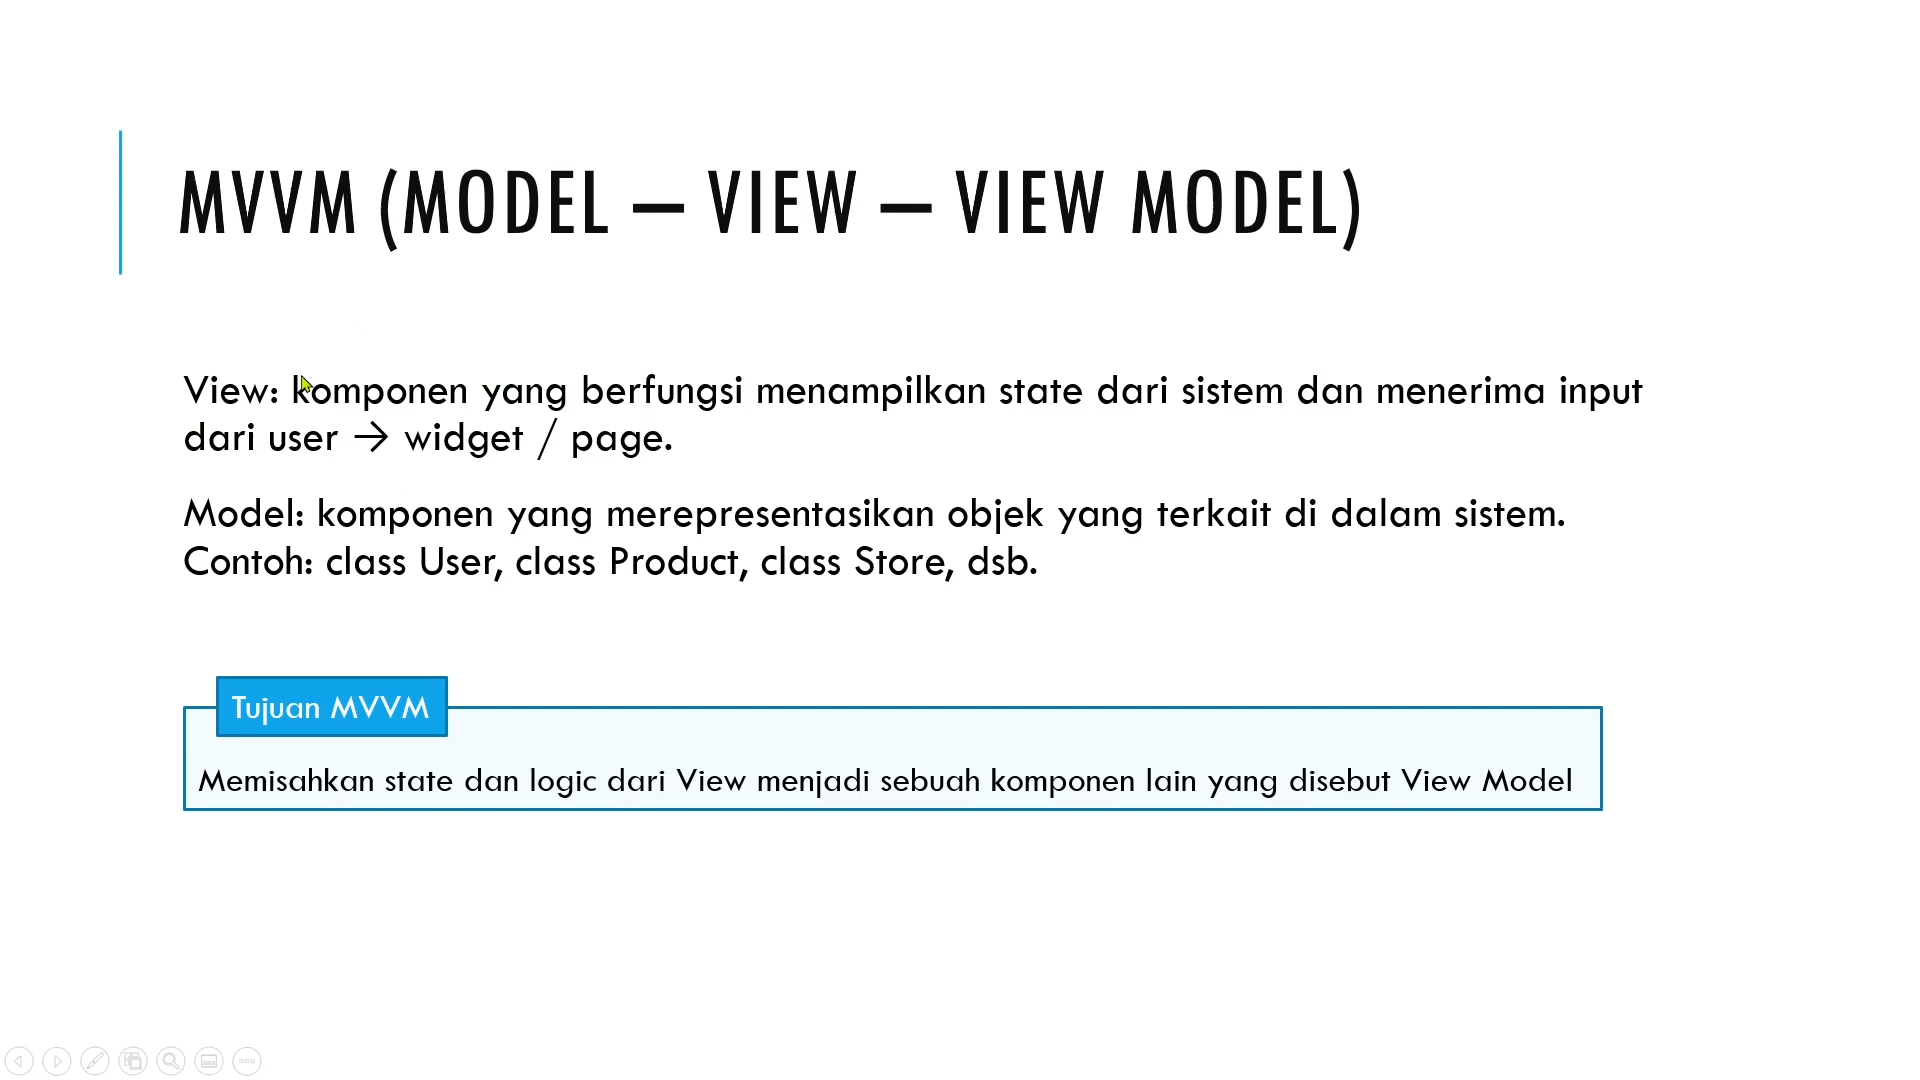 MVVM (MODEL – VIEW – VIEW MODEL)
View: komponen yang berfungsi menampilkan state dari sistem dan menerima input
dari user → widget / page.
Model: komponen yang merepresentasikan objek yang terkait di dalam sistem.
Contoh: class User, class Product, class Store, dsb.
Tujuan MVVM
Memisahkan state dan logic dari View menjadi sebuah komponen lain yang disebut View Model